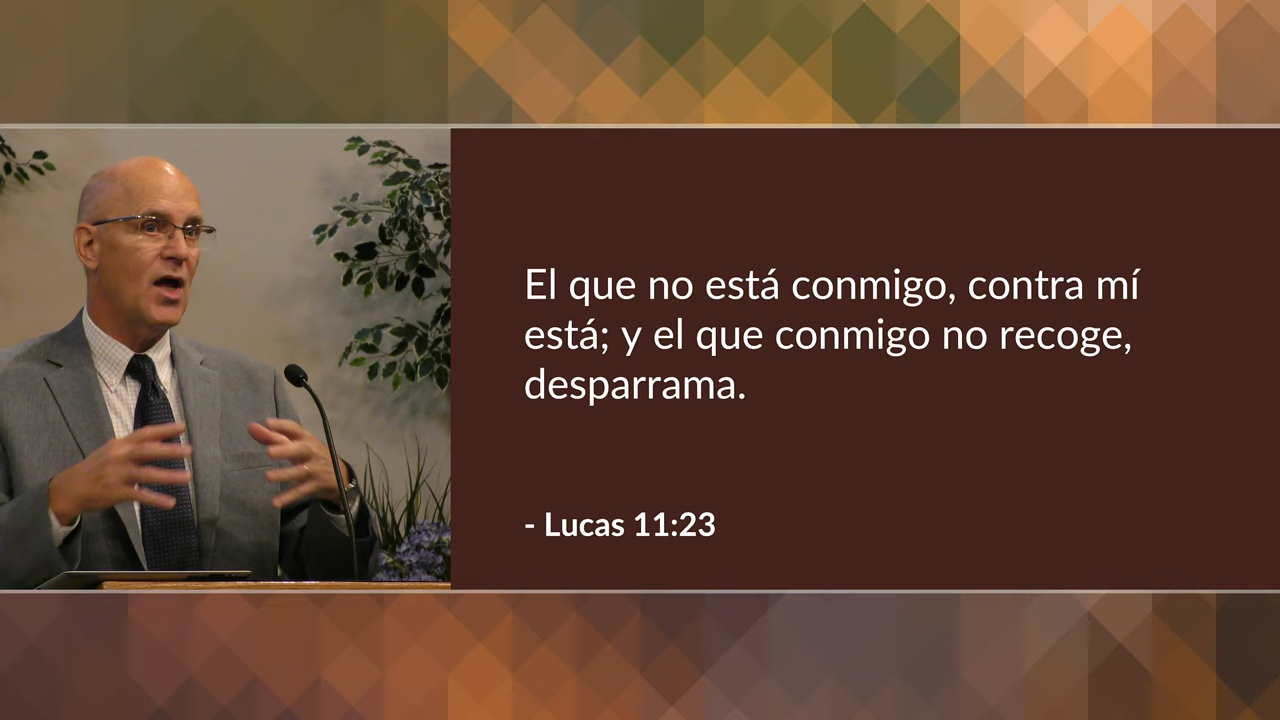 El que no está conmigo, contra mí
está; y el que conmigo no recoge,
desparrama.
- Lucas 11:23